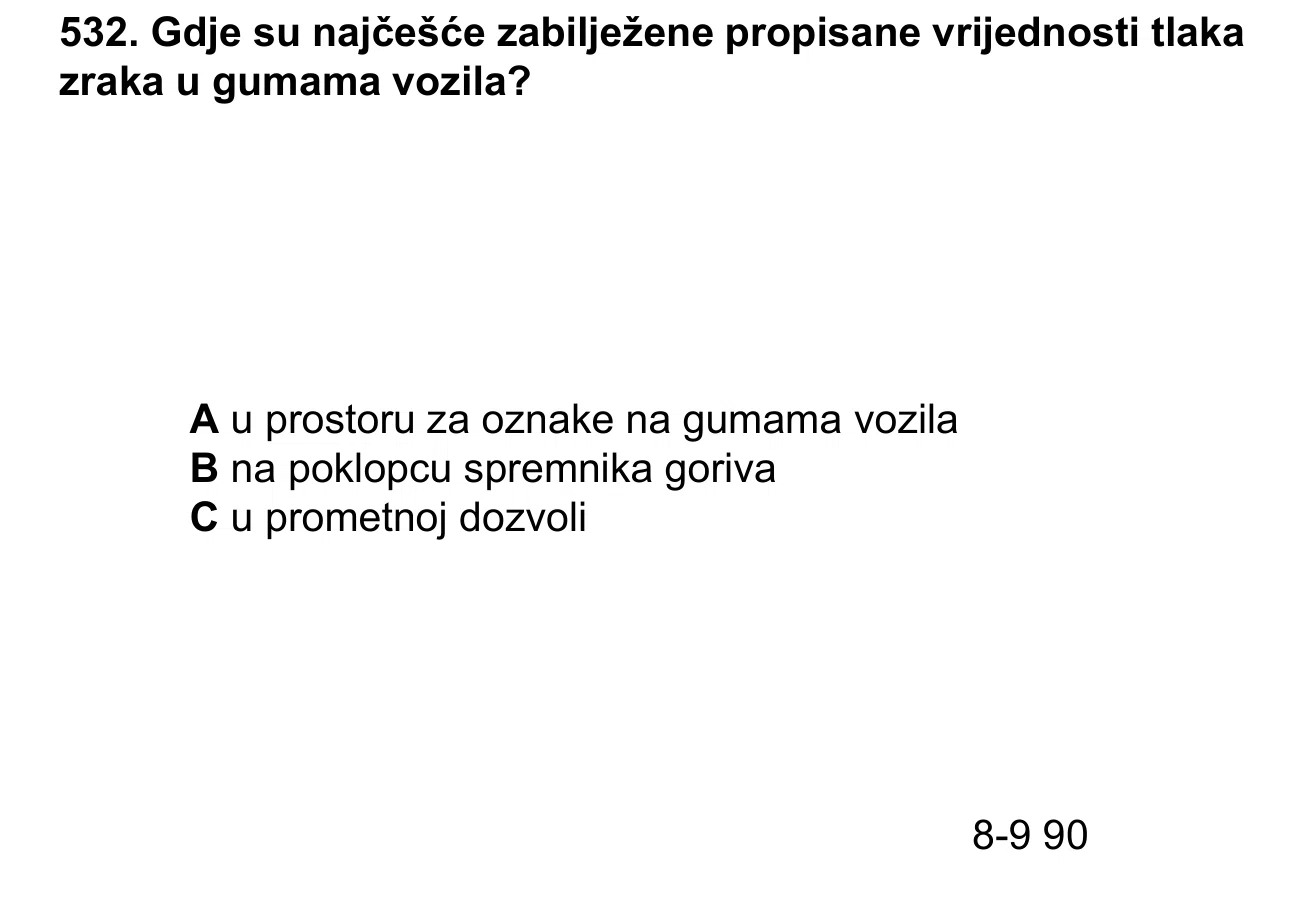 532. Gdje su najčešće zabilježene propisane vrijednosti tlaka
zraka u gumama vozila?
A u prostoru za oznake na gumama vozila
B na poklopcu spremnika goriva
C u prometnoj dozvoli
8-9 90